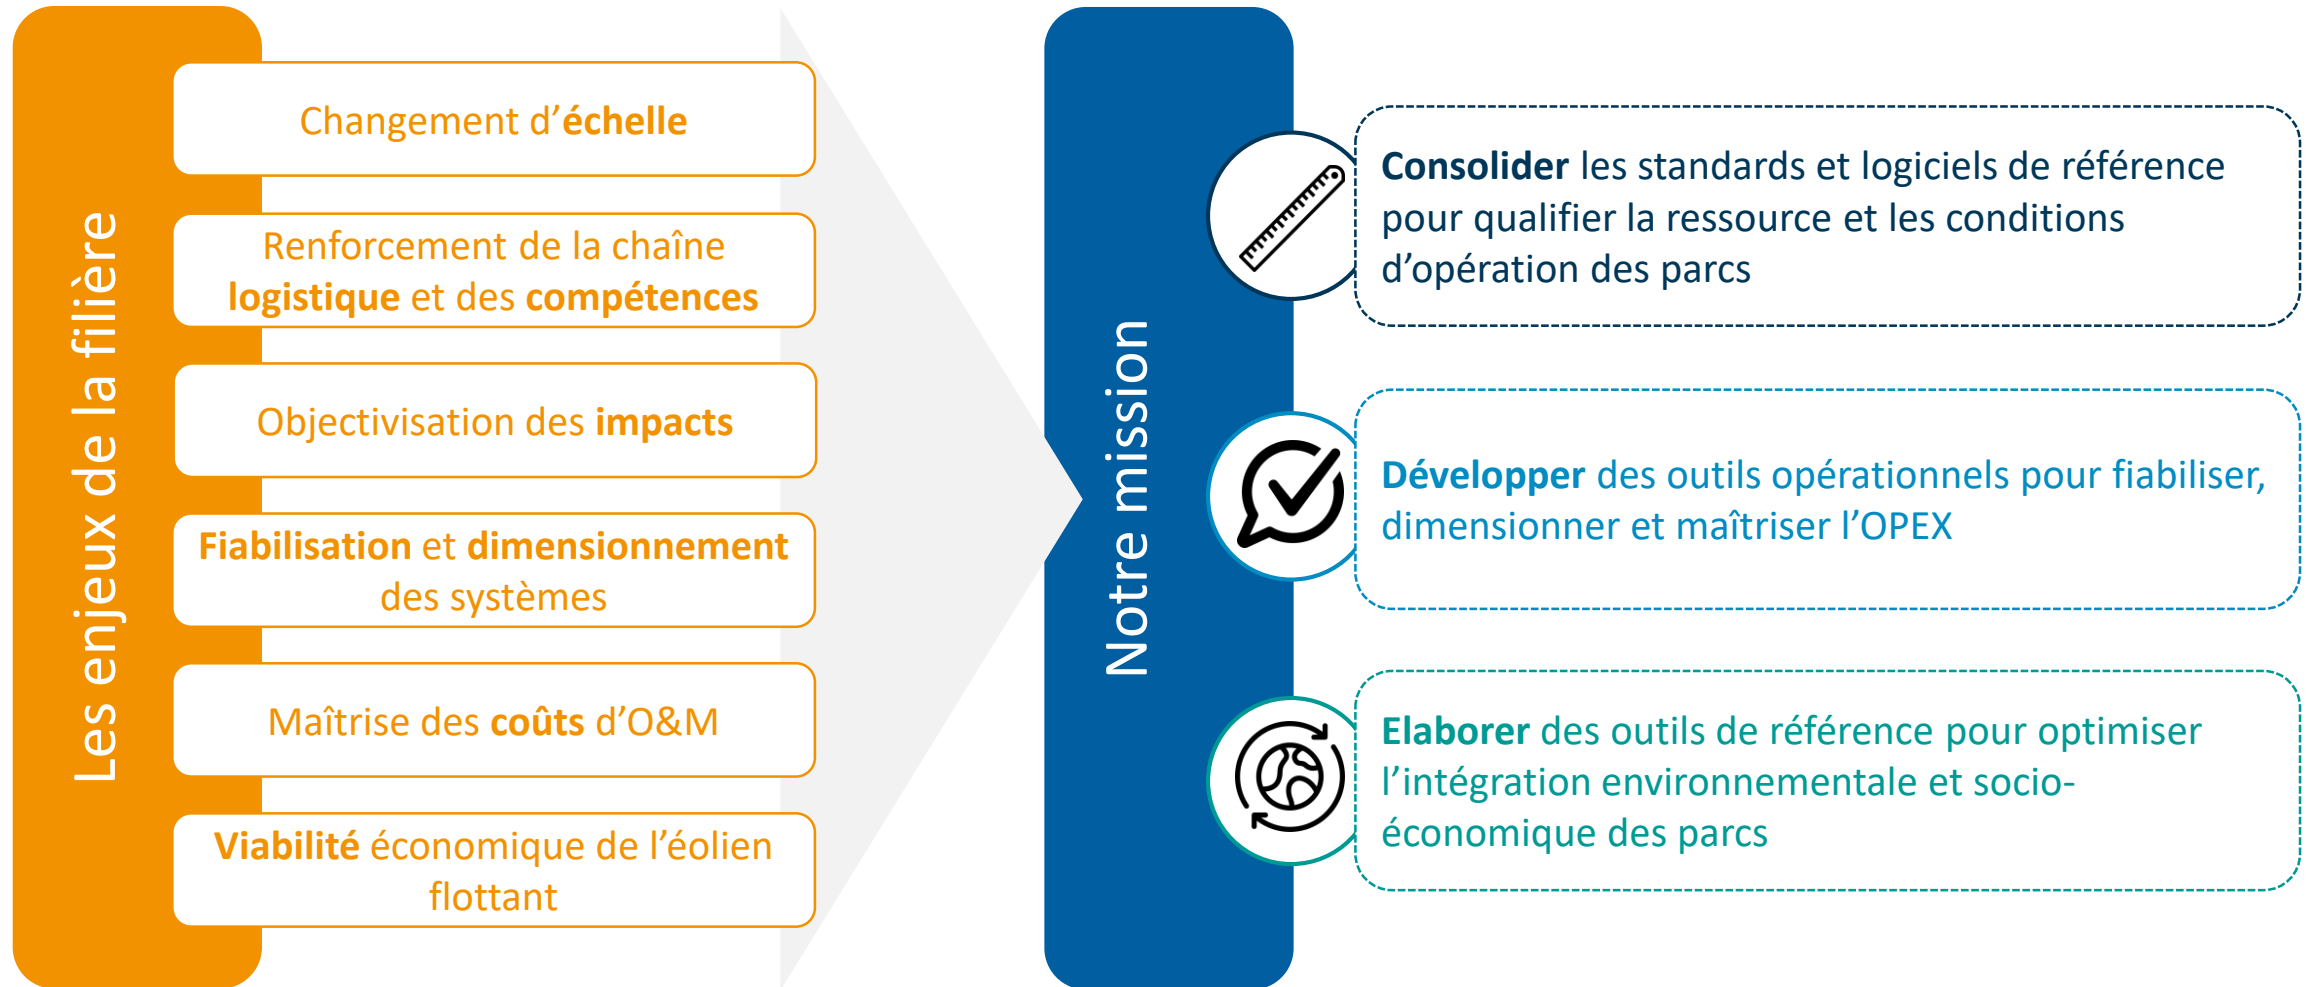 Les enjeux de la filière
Changement d’échelle
Renforcement de la chaîne
logistique et des compétences
Objectivisation des impacts
Fiabilisation et dimensionnement
des systèmes
Maîtrise des coûts d’O&M
Viabilité économique de l’éolien
flottant
Notre mission
Consolider les standards et logiciels de référence
pour qualifier la ressource et les conditions
d’opération des parcs
Développer des outils opérationnels pour fiabiliser,
dimensionner et maîtriser l’OPEX
Elaborer des outils de référence pour optimiser
l’intégration environnementale et socio-
économique des parcs